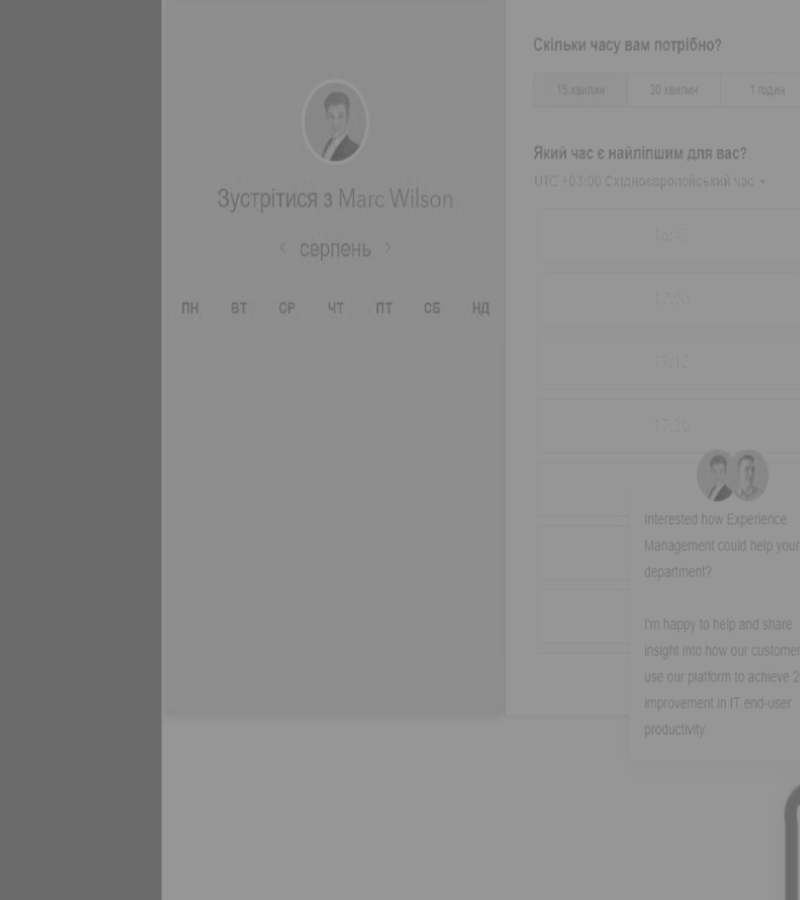 Зустрітися з Marc Wilson
‹ серпень ›
ПН ВТ СР ЧТ ПТ СБ НД
Скільки часу вам потрібно?
15 хвилин 30 хвилин 1 годин
Який час є найліпшим для вас?
UTC +03:00 Східноєвропейський час
16:45
17:00
17:15
17:30
Interested how Experience
Management could help your
department?
I'm happy to help and share
insight into how our customer
use our platform to achieve 2
improvement in IT end-user
productivity.